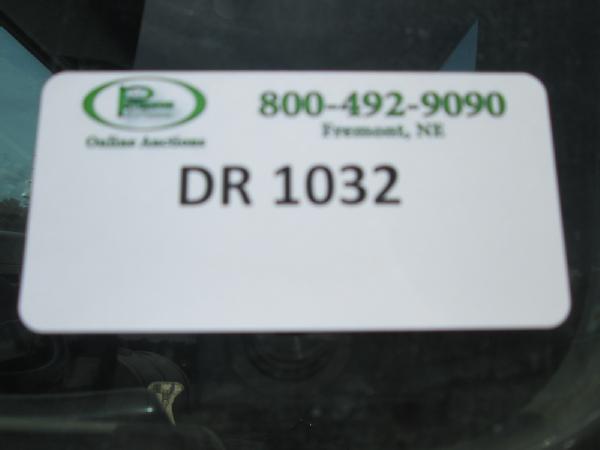 800-492-9090
Fremont, NE
Online Auctions
DR 1032